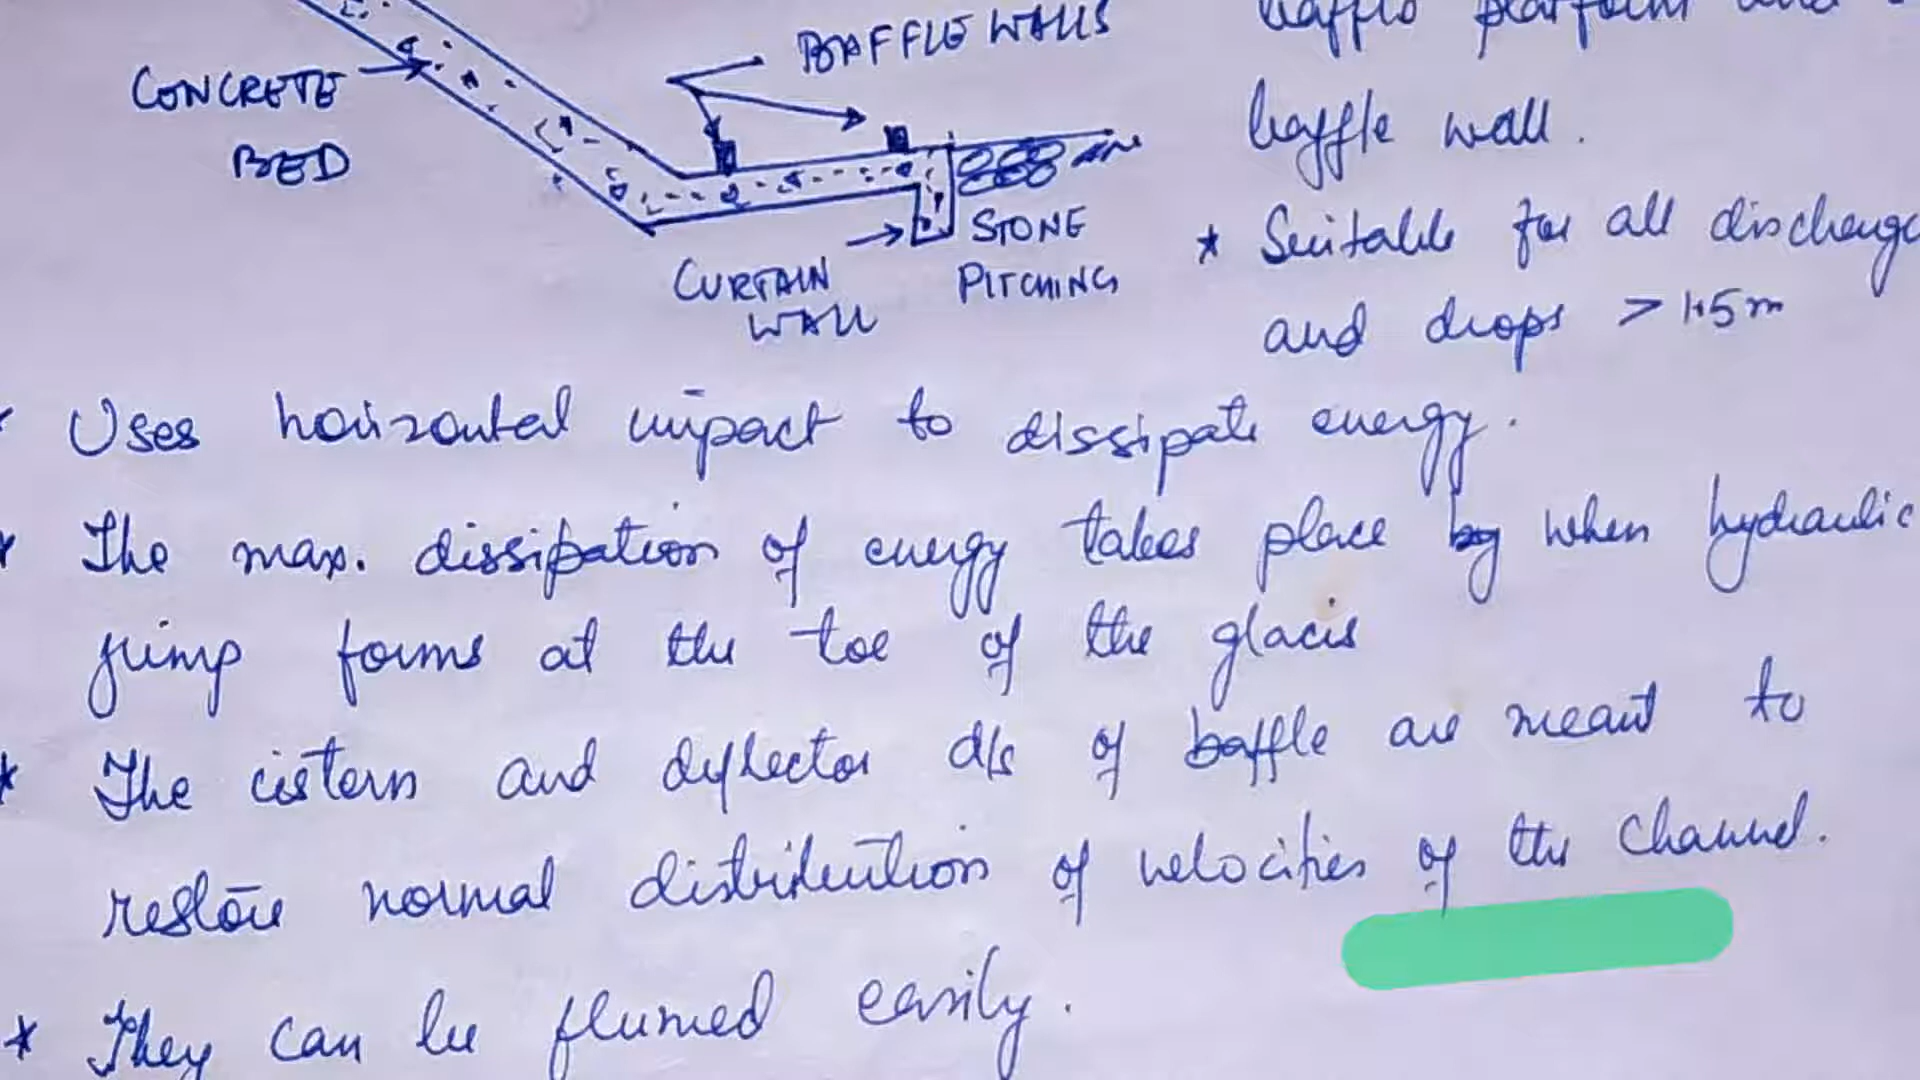 BAFFLE WALLS
CONCRETE
BED
STONE
PITCHING
CURTAIN
WALL
baffle platform and
baffle wall.
* Suitable for all discharge
and drops > 1.5m
* Uses horizontal impact to dissipate energy.
* The max. dissipation of energy takes place when hydraulic
jump forms at the toe of the glacis
* The cistern and deflector d/s of baffle are meant to
restore normal distribution of velocities of the channel.
* They can be flumed easily.